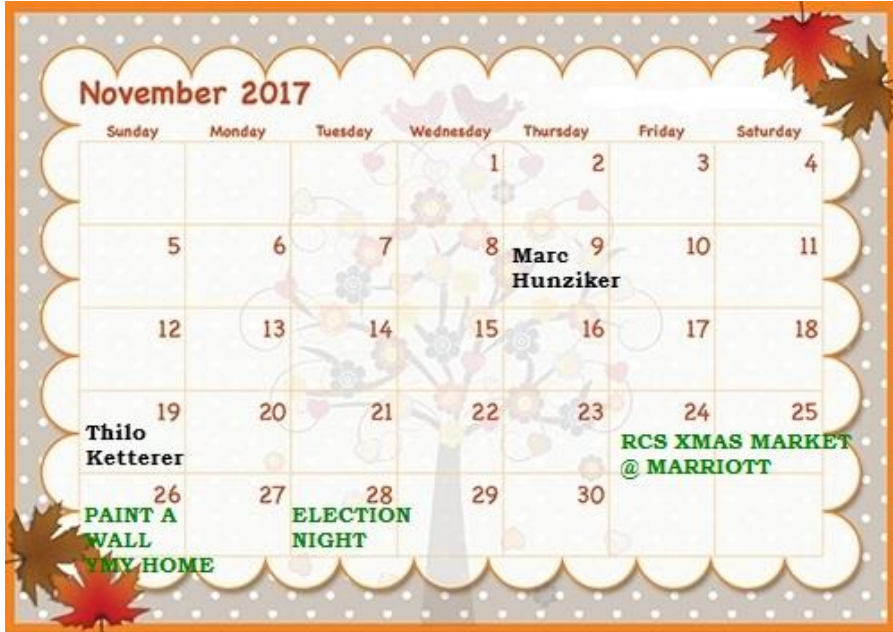 November 2017
Sunday Monday Tuesday Wednesday Thursday Friday Saturday
1 2 3 4
5 6 7 8 9 10 11
Marc
Hunziker
12 13 14 15 16 17 18
19 20 21 22 23 24 25
Thilo
Ketterer
RCS XMAS MARKET
@ MARRIOTT
26 27 28 29 30
PAINT A
WALL
YMY HOME
ELECTION
NIGHT